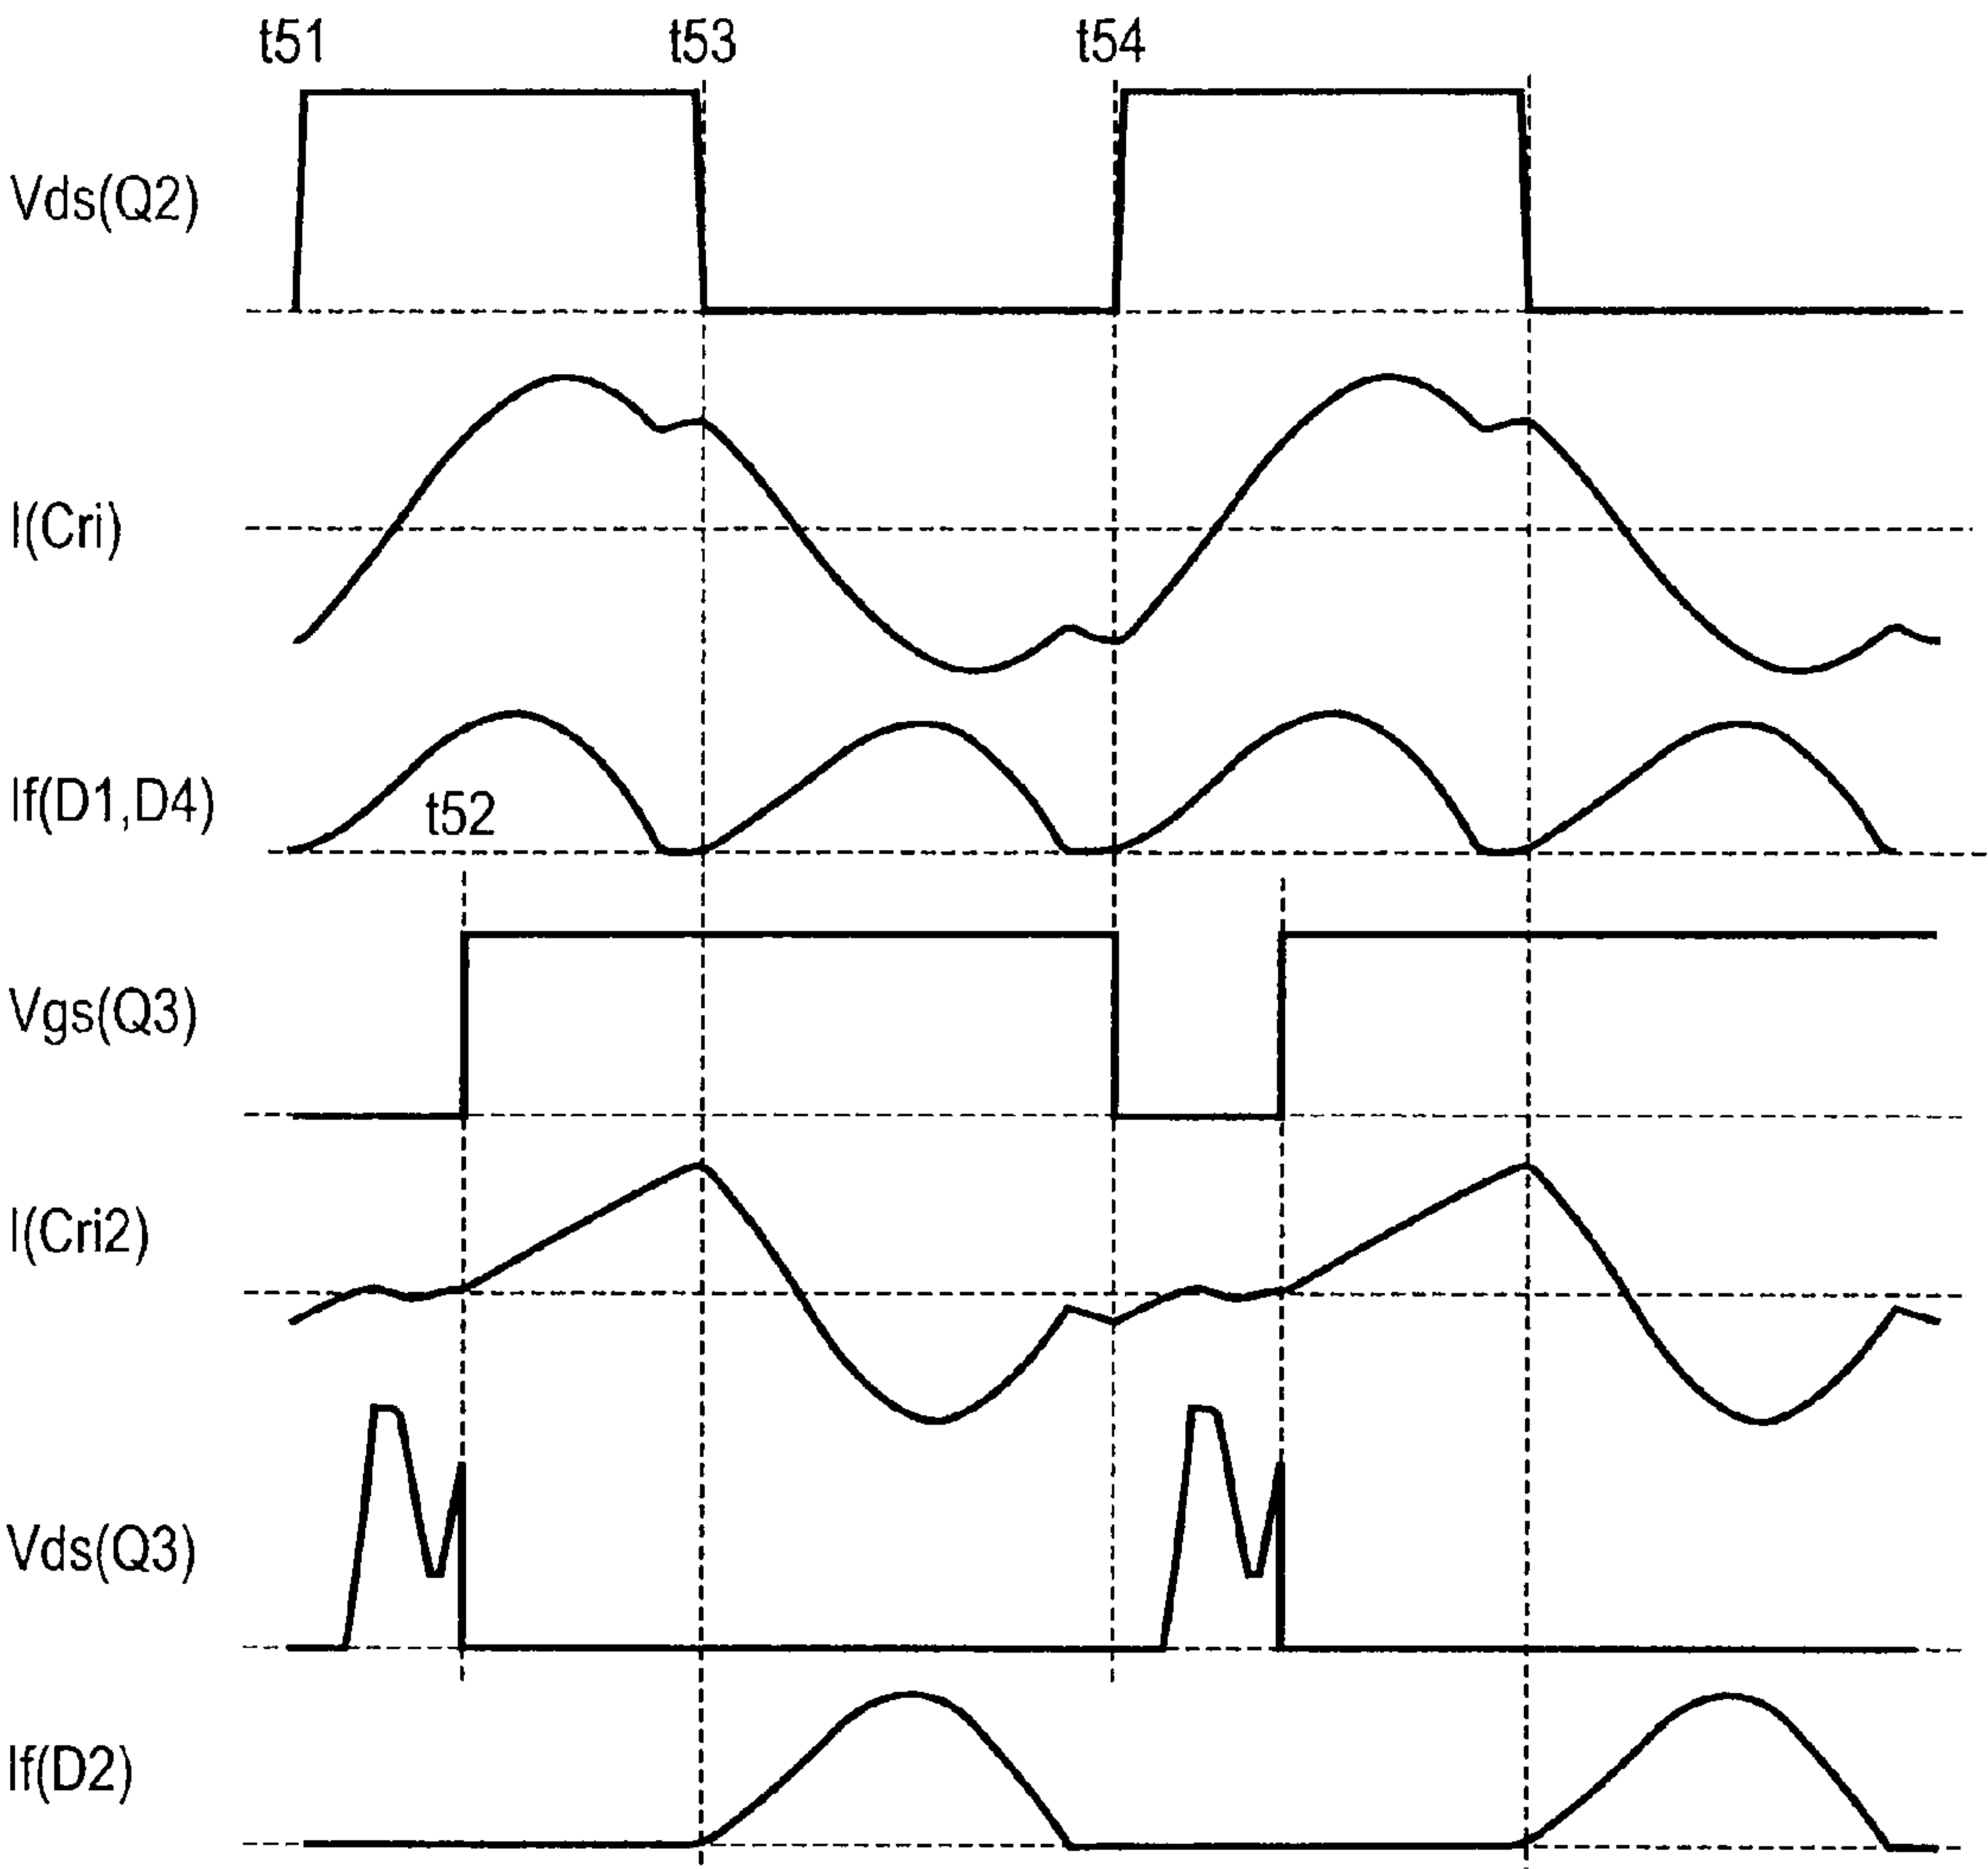 t51 t53 t54
Vds(Q2)
I(Cri)
If(D1,D4)
t52
Vgs(Q3)
I(Cri2)
Vds(Q3)
If(D2)